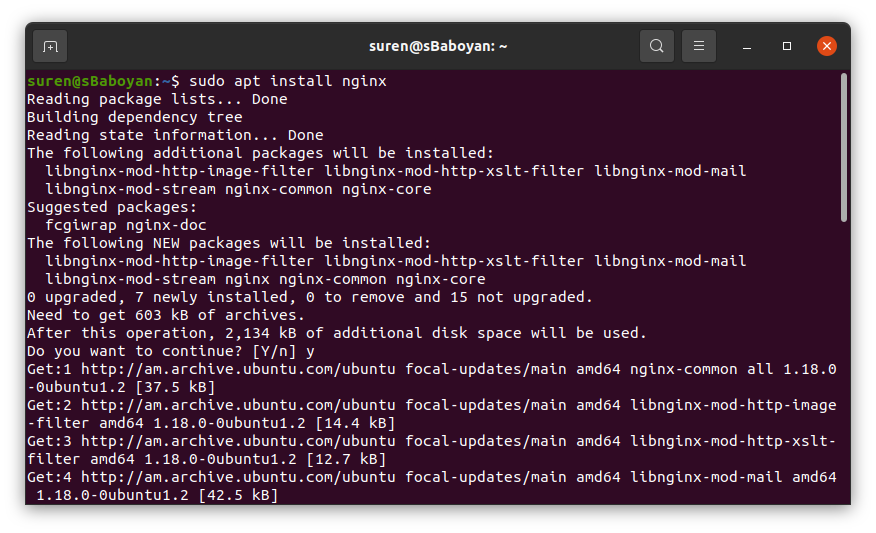 suren@sBaboyan: ~
suren@sBaboyan:~$ sudo apt install nginx
Reading package lists... Done
Building dependency tree
Reading state information... Done
The following additional packages will be installed:
  libnginx-mod-http-image-filter libnginx-mod-http-xslt-filter libnginx-mod-mail
  libnginx-mod-stream nginx-common nginx-core
Suggested packages:
  fcgiwrap nginx-doc
The following NEW packages will be installed:
  libnginx-mod-http-image-filter libnginx-mod-http-xslt-filter libnginx-mod-mail
  libnginx-mod-stream nginx nginx-common nginx-core
0 upgraded, 7 newly installed, 0 to remove and 15 not upgraded.
Need to get 603 kB of archives.
After this operation, 2,134 kB of additional disk space will be used.
Do you want to continue? [Y/n] y
Get:1 http://am.archive.ubuntu.com/ubuntu focal-updates/main amd64 nginx-common all 1.18.0
-0ubuntu1.2 [37.5 kB]
Get:2 http://am.archive.ubuntu.com/ubuntu focal-updates/main amd64 libnginx-mod-http-image
-filter amd64 1.18.0-0ubuntu1.2 [14.4 kB]
Get:3 http://am.archive.ubuntu.com/ubuntu focal-updates/main amd64 libnginx-mod-http-xslt-
filter amd64 1.18.0-0ubuntu1.2 [12.7 kB]
Get:4 http://am.archive.ubuntu.com/ubuntu focal-updates/main amd64 libnginx-mod-mail amd64
 1.18.0-0ubuntu1.2 [42.5 kB]